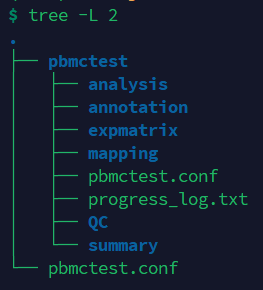 $ tree -L 2
.
├── pbmctest
│   ├── analysis
│   ├── annotation
│   ├── expmatrix
│   ├── mapping
│   ├── pbmctest.conf
│   ├── progress_log.txt
│   ├── QC
│   └── summary
└── pbmctest.conf